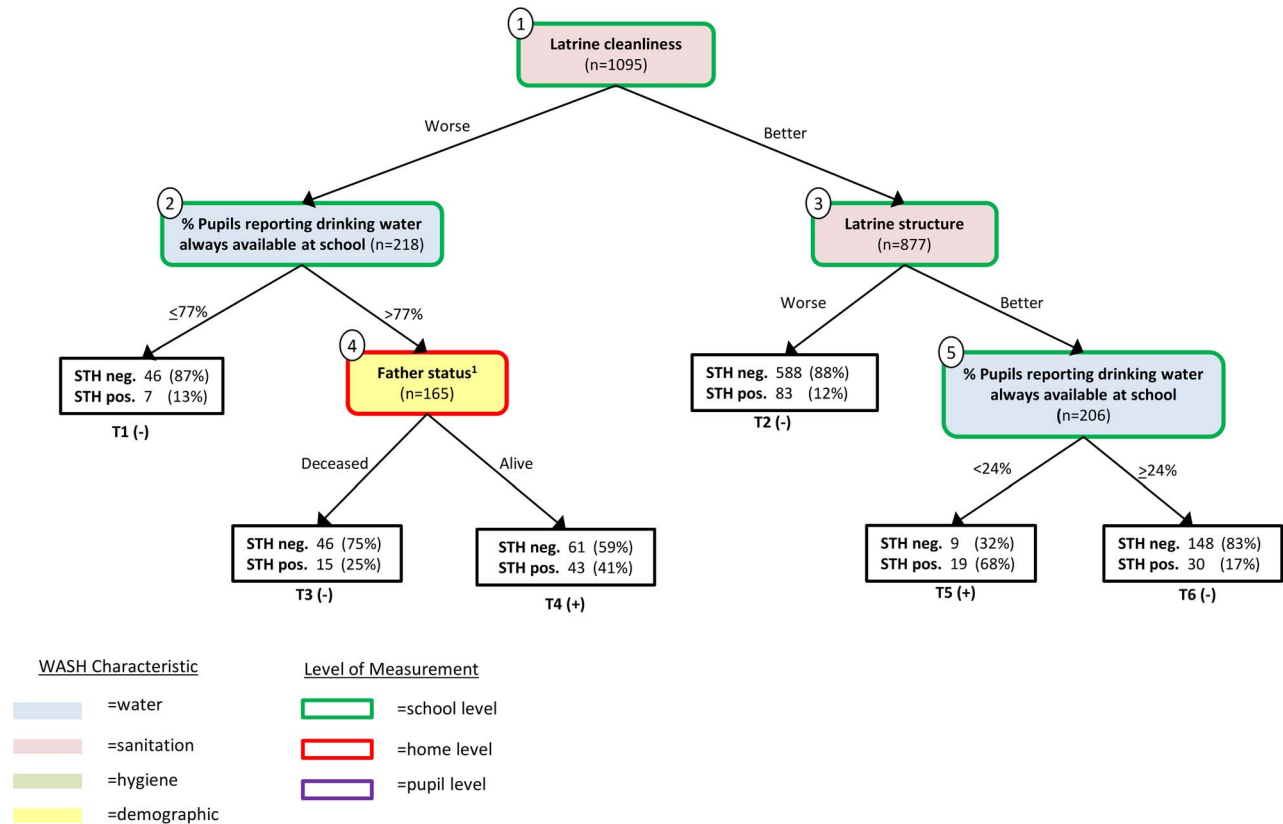 1
Latrine cleanliness
(n=1095)
Worse
Better
2
% Pupils reporting drinking water
always available at school (n=218)
3
Latrine structure
(n=877)
≤77%
>77%
Worse
Better
STH neg. 46 (87%)
STH pos. 7 (13%)
T1 (-)
4
Father status¹
(n=165)
STH neg. 588 (88%)
STH pos. 83 (12%)
T2 (-)
5
% Pupils reporting drinking water
always available at school
(n=206)
Deceased
Alive
<24%
≥24%
STH neg. 46 (75%)
STH pos. 15 (25%)
T3 (-)
STH neg. 61 (59%)
STH pos. 43 (41%)
T4 (+)
STH neg. 9 (32%)
STH pos. 19 (68%)
T5 (+)
STH neg. 148 (83%)
STH pos. 30 (17%)
T6 (-)
WASH Characteristic
=water
=sanitation
=hygiene
=demographic
Level of Measurement
=school level
=home level
=pupil level